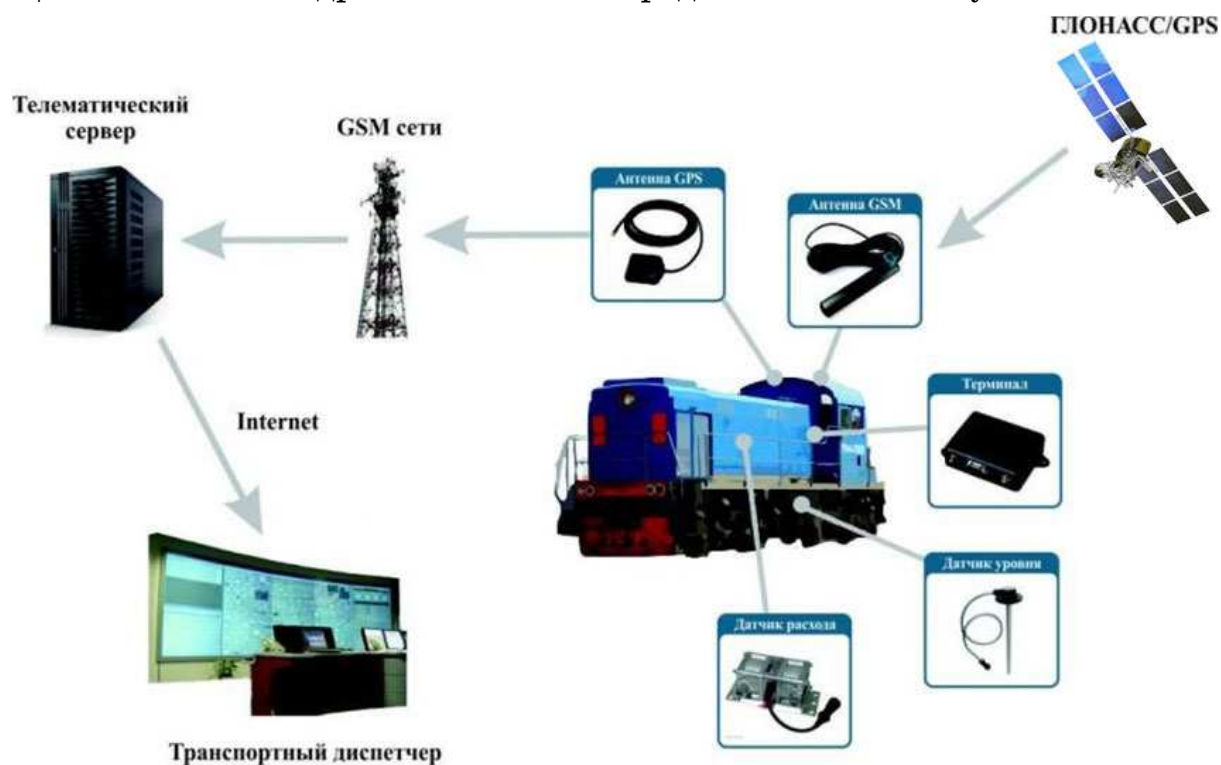 ГЛОНАСС/GPS
Телематический
сервер
GSM сети
Антенна GPS
Антенна GSM
Терминал
Internet
Датчик уровня
Датчик расхода
Транспортный диспетчер